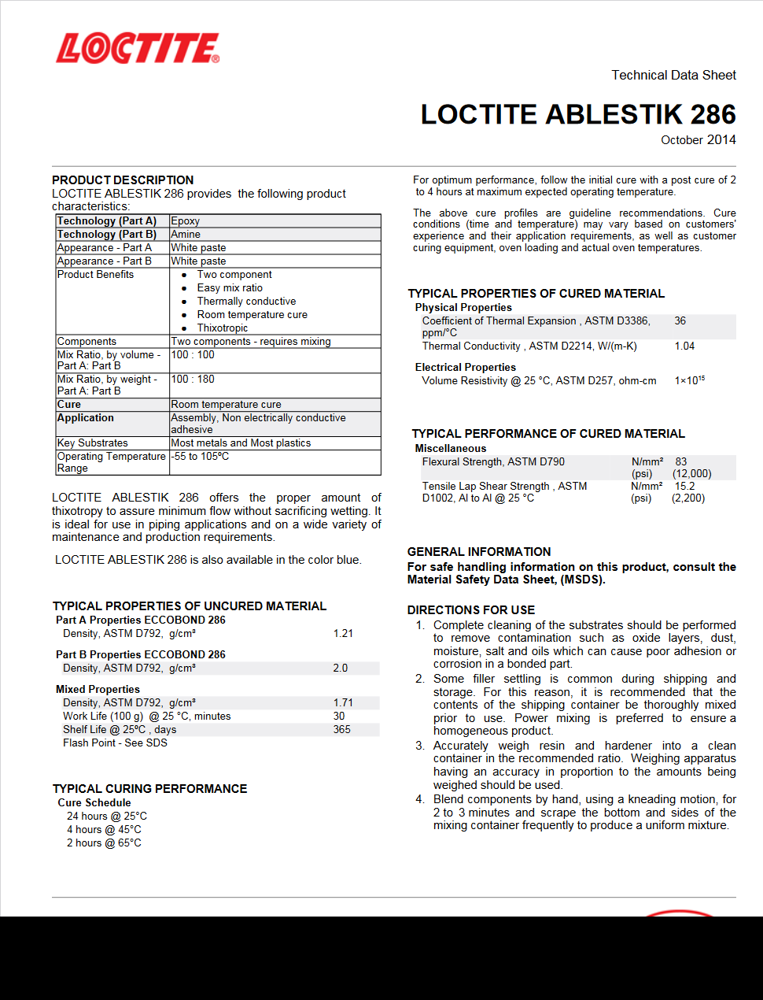 LOCTITE®
Technical Data Sheet
LOCTITE ABLESTIK 286
October 2014
PRODUCT DESCRIPTION
LOCTITE ABLESTIK 286 provides the following product
characteristics:
Technology (Part A) Epoxy
Technology (Part B) Amine
Appearance - Part A White paste
Appearance - Part B White paste
Product Benefits • Two component
• Easy mix ratio
• Thermally conductive
• Room temperature cure
• Thixotropic
Components Two components - requires mixing
Mix Ratio, by volume - 100 : 100
Part A: Part B
Mix Ratio, by weight - 100 : 180
Part A: Part B
Cure Room temperature cure
Application Assembly, Non electrically conductive
adhesive
Key Substrates Most metals and Most plastics
Operating Temperature -55 to 105ºC
Range
LOCTITE ABLESTIK 286 offers the proper amount of
thixotropy to assure minimum flow without sacrificing wetting. It
is ideal for use in piping applications and on a wide variety of
maintenance and production requirements.
LOCTITE ABLESTIK 286 is also available in the color blue.
TYPICAL PROPERTIES OF UNCURED MATERIAL
Part A Properties ECCOBOND 286
Density, ASTM D792, g/cm³ 1.21
Part B Properties ECCOBOND 286
Density, ASTM D792, g/cm³ 2.0
Mixed Properties
Density, ASTM D792, g/cm³ 1.71
Work Life (100 g) @ 25 °C, minutes 30
Shelf Life @ 25ºC , days 365
Flash Point - See SDS
TYPICAL CURING PERFORMANCE
Cure Schedule
24 hours @ 25°C
4 hours @ 45°C
2 hours @ 65°C
For optimum performance, follow the initial cure with a post cure of 2
to 4 hours at maximum expected operating temperature.
The above cure profiles are guideline recommendations. Cure
conditions (time and temperature) may vary based on customers'
experience and their application requirements, as well as customer
curing equipment, oven loading and actual oven temperatures.
TYPICAL PROPERTIES OF CURED MATERIAL
Physical Properties
Coefficient of Thermal Expansion , ASTM D3386, 36
ppm/°C
Thermal Conductivity , ASTM D2214, W/(m-K) 1.04
Electrical Properties
Volume Resistivity @ 25 °C, ASTM D257, ohm-cm 1×10¹⁵
TYPICAL PERFORMANCE OF CURED MATERIAL
Miscellaneous
Flexural Strength, ASTM D790 N/mm² 83
(psi) (12,000)
Tensile Lap Shear Strength , ASTM N/mm² 15.2
D1002, Al to Al @ 25 °C (psi) (2,200)
GENERAL INFORMATION
For safe handling information on this product, consult the
Material Safety Data Sheet, (MSDS).
DIRECTIONS FOR USE
1. Complete cleaning of the substrates should be performed
to remove contamination such as oxide layers, dust,
moisture, salt and oils which can cause poor adhesion or
corrosion in a bonded part.
2. Some filler settling is common during shipping and
storage. For this reason, it is recommended that the
contents of the shipping container be thoroughly mixed
prior to use. Power mixing is preferred to ensure a
homogeneous product.
3. Accurately weigh resin and hardener into a clean
container in the recommended ratio. Weighing apparatus
having an accuracy in proportion to the amounts being
weighed should be used.
4. Blend components by hand, using a kneading motion, for
2 to 3 minutes and scrape the bottom and sides of the
mixing container frequently to produce a uniform mixture.